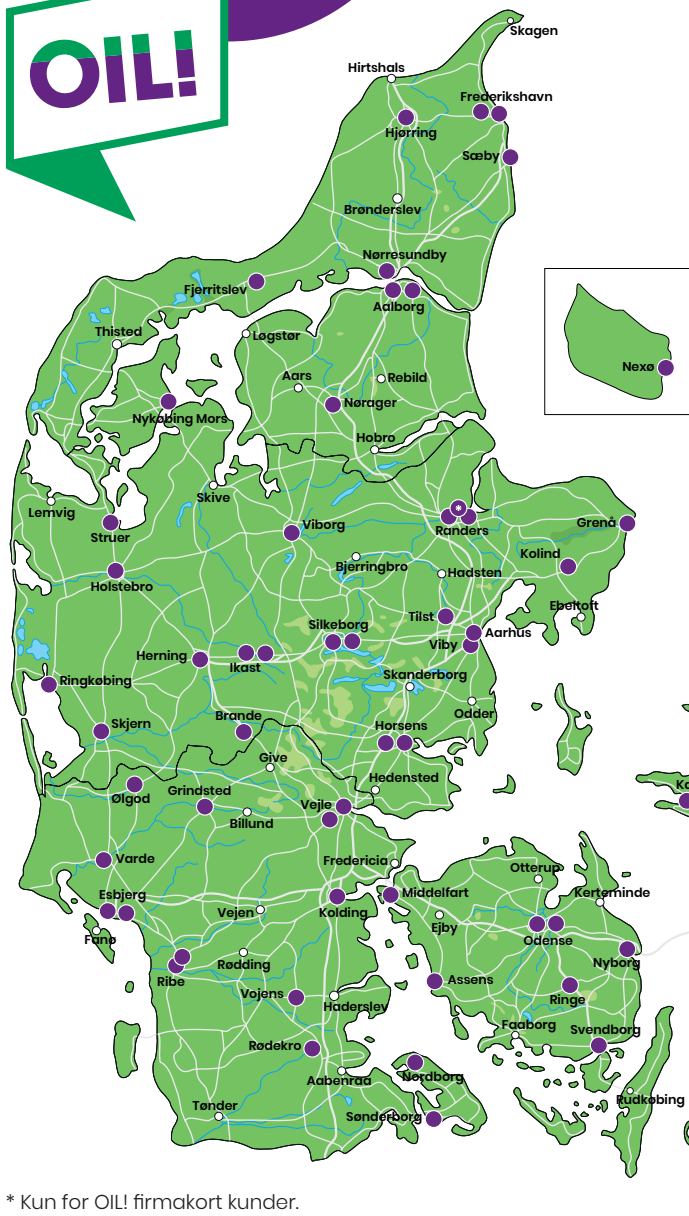 OIL!
Skagen
Hirtshals
Frederikshavn
Hjørring
Sæby
Brønderslev
Nørresundby
Fjerritslev
Aalborg
Thisted
Løgstør
Nexø
Aars
Rebild
Nørager
Nykøbing Mors
Hobro
Skive
Lemvig
Viborg
Randers
*
Grenå
Struer
Kolind
Bjerringbro
Hadsten
Holstebro
Ebeltoft
Tilst
Silkeborg
Aarhus
Viby
Herning
Ikast
Ringkøbing
Skanderborg
Odder
Skjern
Brande
Horsens
Give
Hedensted
Ølgod
Grindsted
Vejle
Billund
Varde
Fredericia
Otterup
Esbjerg
Middelfart
Kerteminde
Vejen
Kolding
Ejby
Fanø
Odense
Nyborg
Ribe
Rødding
Assens
Ringe
Vojens
Haderslev
Faaborg
Svendborg
Rødekro
Aabenraa
Nordborg
Rudkøbing
Tønder
Sønderborg
* Kun for OIL! firmakort kunder.